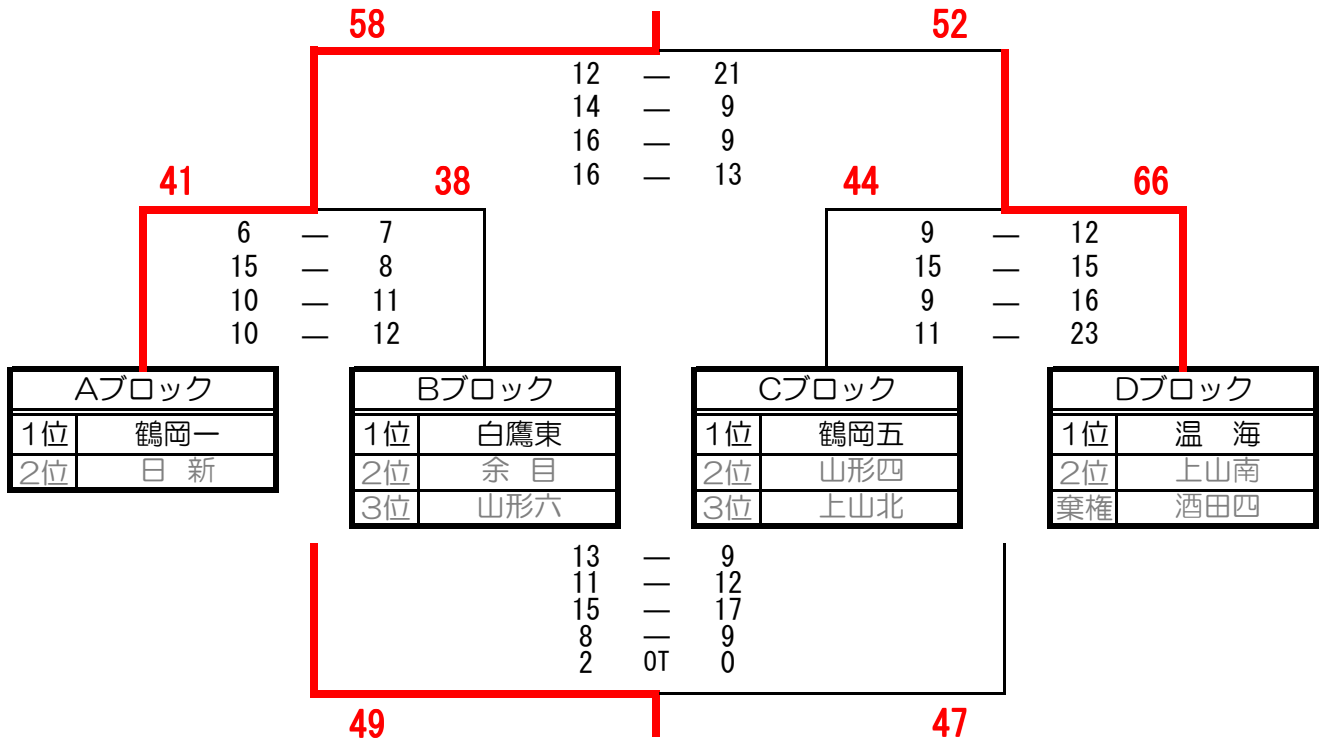 58 52
12 — 21
14 — 9
16 — 9
16 — 13
41 38 44 66
6 — 7 9 — 12
15 — 8 15 — 15
10 — 11 9 — 16
10 — 12 11 — 23
Aブロック Bブロック Cブロック Dブロック
1位 鶴岡一 1位 白鷹東 1位 鶴岡五 1位 温 海
2位 日 新 2位 余 目 2位 山形四 2位 上山南
3位 山形六 3位 上山北 棄権 酒田四
13 — 9
11 — 12
15 — 17
8 — 9
2 OT 0
49 47